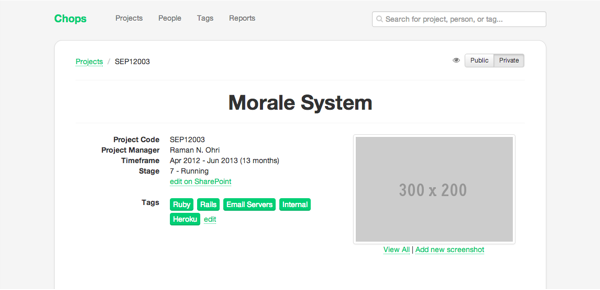 Chops Projects People Tags Reports Search for project, person, or tag...
Projects / SEP12003 Public Private
Morale System
Project Code SEP12003
Project Manager Raman N. Ohri
Timeframe Apr 2012 - Jun 2013 (13 months)
Stage 7 - Running
edit on SharePoint
Tags Ruby Rails Email Servers Internal
Heroku edit
300 x 200
View All | Add new screenshot